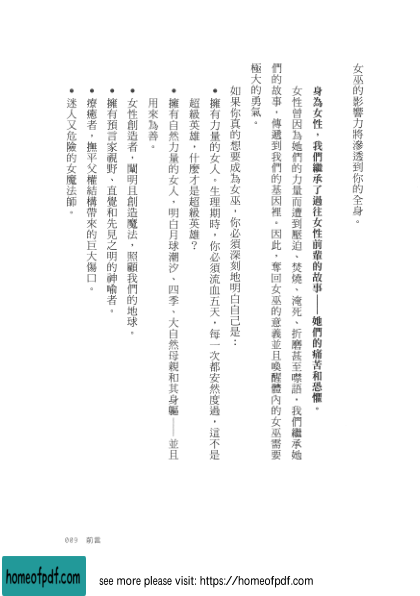 女巫的影響力將滲透到你的全身。
身為女性，我們繼承了過往女性前輩的故事——她們的痛苦和恐懼。
女性曾因為她們的力量而遭到壓迫、焚燒、淹死、折磨甚至噤語，我們繼承她
們的故事，傳遞到我們的基因裡。因此，奪回女巫的意義並且喚醒體內的女巫需要
極大的勇氣。
如果你真的想要成為女巫，你必須深刻地明白自己是：
● 擁有力量的女人。生理期時，你必須流血五天，每一次都安然度過，這不是
超級英雄，什麼才是超級英雄？
● 擁有自然力量的女人，明白月球潮汐、四季、大自然母親和其身軀——並且
用來為善。
● 女性創造者，闡明且創造魔法，照顧我們的地球。
● 擁有預言家視野、直覺和先見之明的神喻者。
● 療癒者，撫平父權結構帶來的巨大傷口。
● 迷人又危險的女魔法師。
009 前言
homeofpdf.com
see more please visit: https://homeofpdf.com